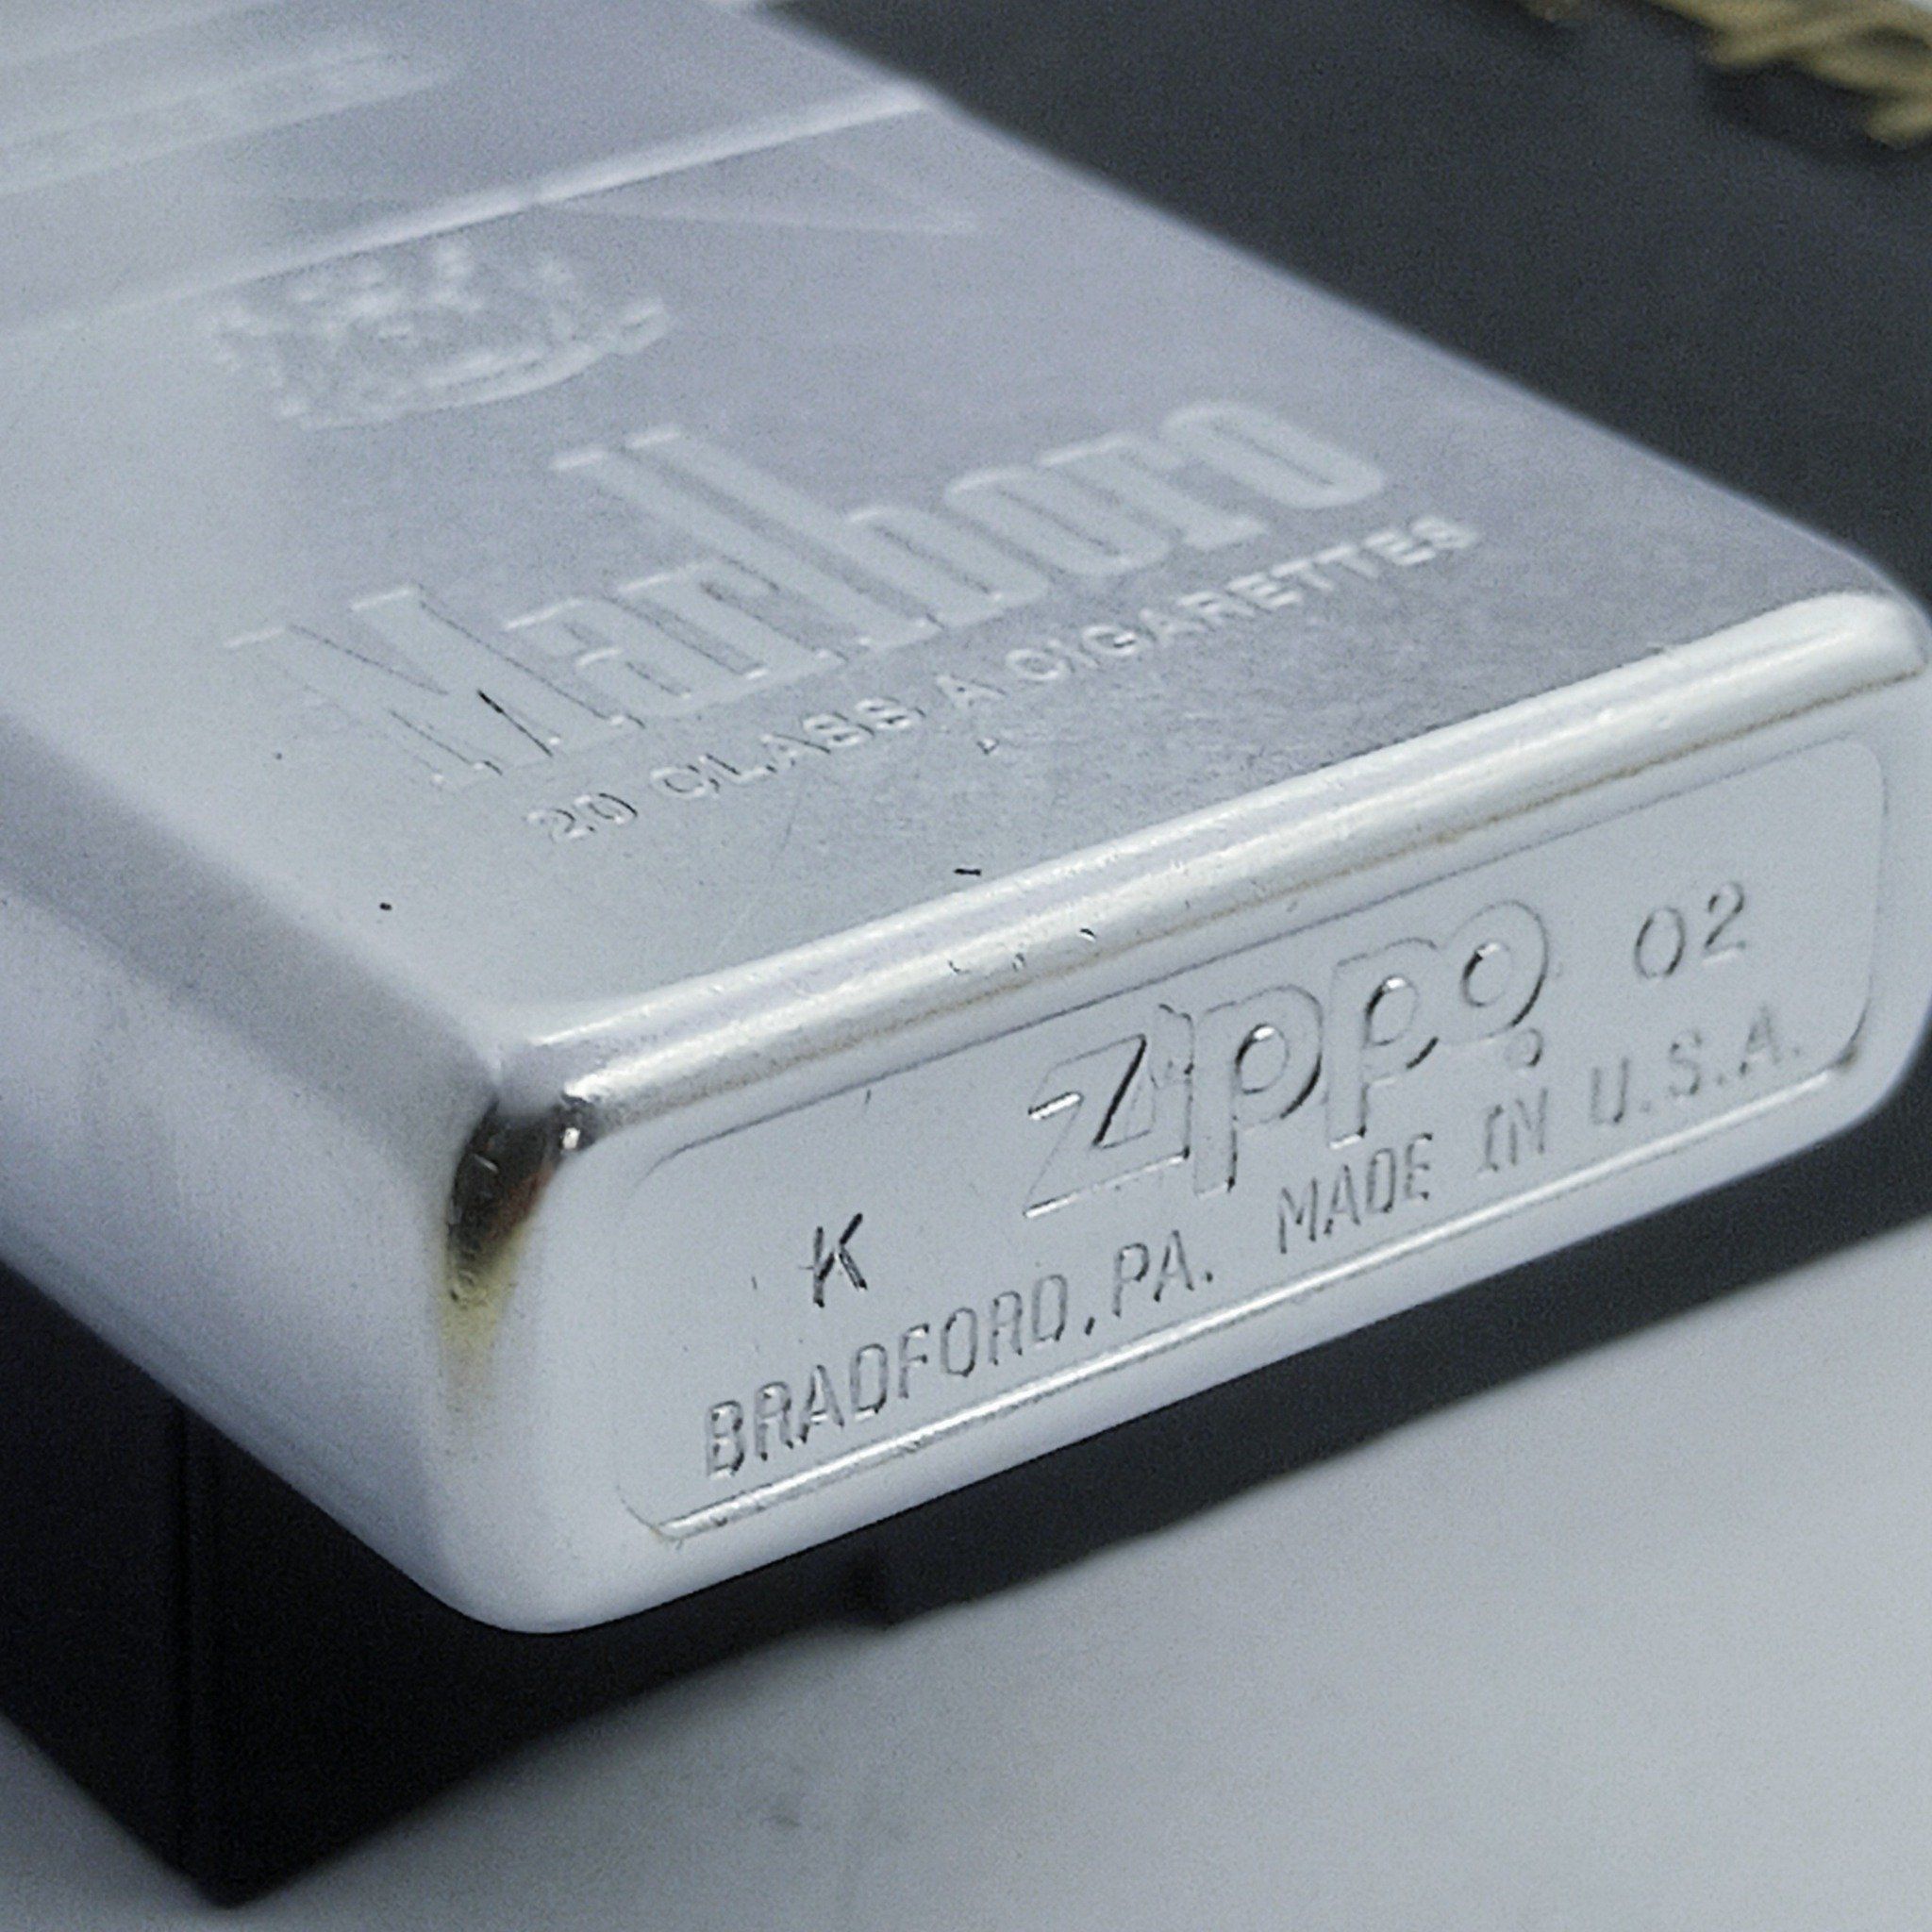 Marlboro
20 CLASS A CIGARETTES
K Zippo 02
BRADFORD, PA. MADE IN U.S.A.